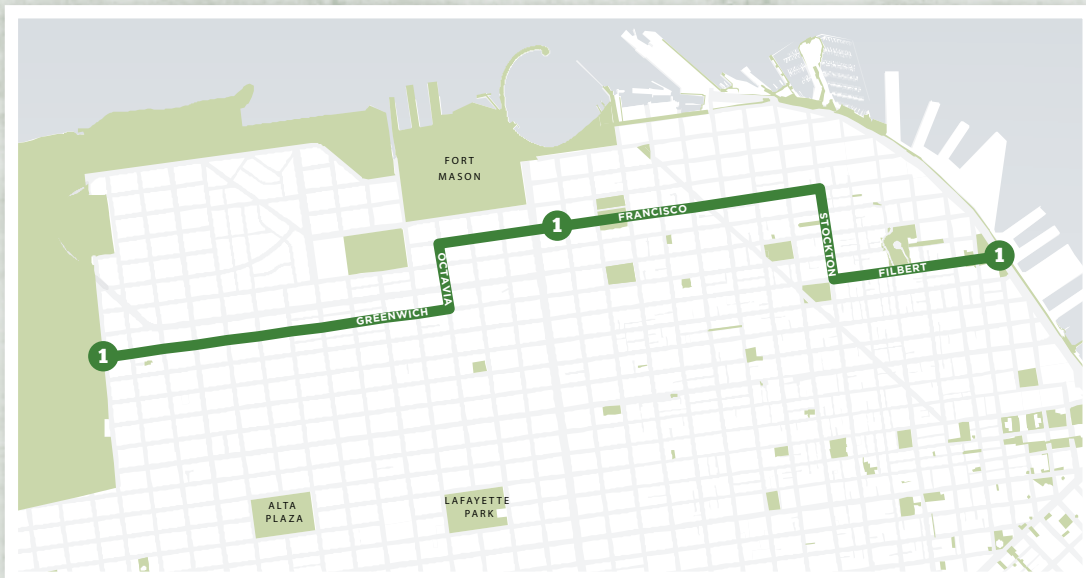 FORT
MASON
1
FRANCISCO
STOCKTON
OCTAVIA
1
FILBERT
GREENWICH
1
ALTA
PLAZA
LAFAYETTE
PARK